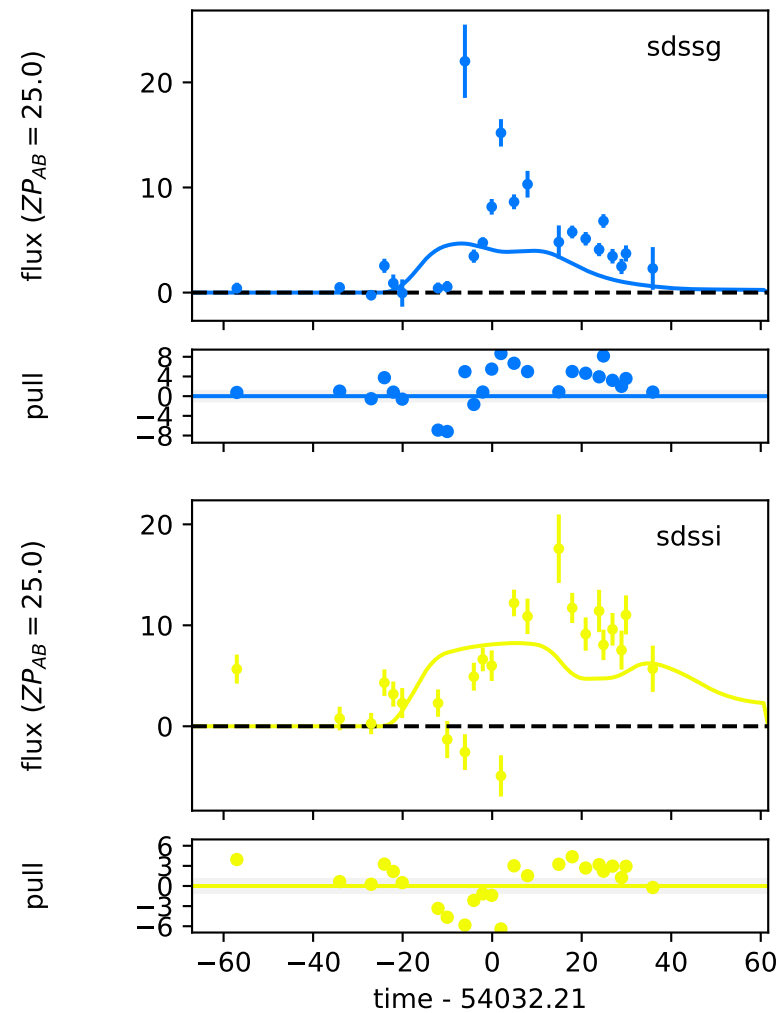 sdssg
flux (ZP_AB = 25.0)
20
10
0
pull
8
4
0
−4
−8
sdssi
flux (ZP_AB = 25.0)
20
10
0
pull
6
3
0
−3
−6
−60 −40 −20 0 20 40 60
time - 54032.21